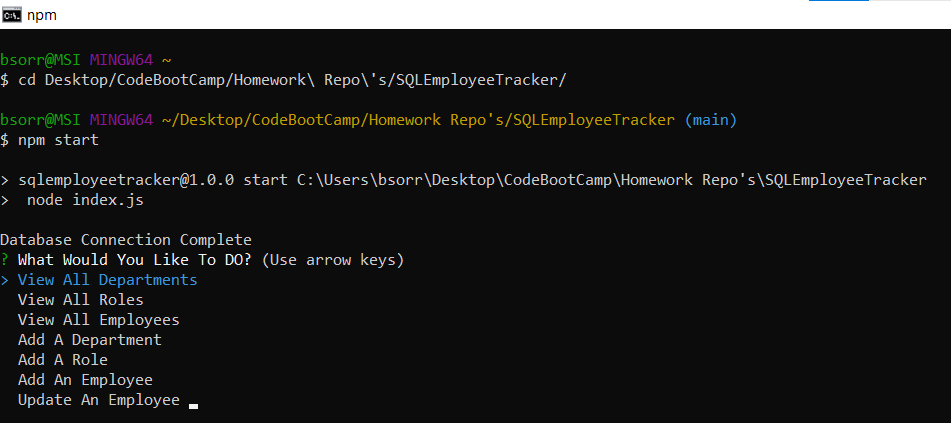 npm
bsorr@MSI MINGW64 ~
$ cd Desktop/CodeBootCamp/Homework\ Repo\'s/SQLEmployeeTracker/
bsorr@MSI MINGW64 ~/Desktop/CodeBootCamp/Homework Repo's/SQLEmployeeTracker (main)
$ npm start
> sqlemployeetracker@1.0.0 start C:\Users\bsorr\Desktop\CodeBootCamp\Homework Repo's\SQLEmployeeTracker
>  node index.js
Database Connection Complete
? What Would You Like To DO? (Use arrow keys)
> View All Departments
  View All Roles
  View All Employees
  Add A Department
  Add A Role
  Add An Employee
  Update An Employee